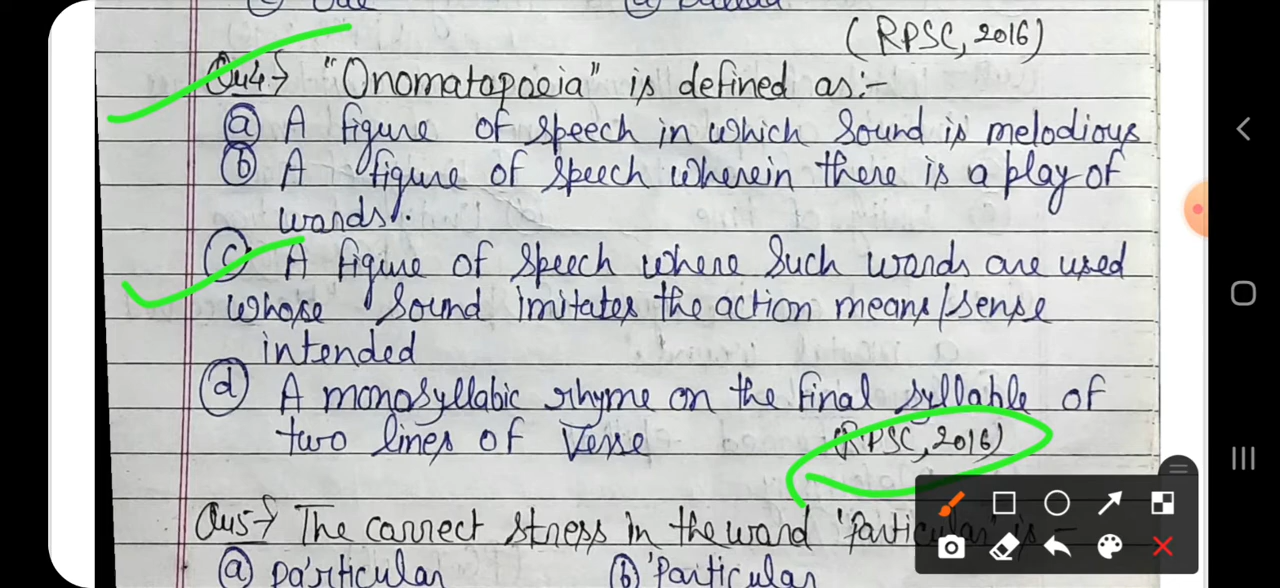 (RPSC, 2016)
Qu4.→ "Onomatopoeia" is defined as:-
(a) A figure of speech in which sound is melodious
(b) A figure of speech wherein there is a play of
words.
(c) A figure of speech where such words are used
whose sound imitates the action means/sense
intended
(d) A monosyllabic rhyme on the final syllable of
two lines of verse (RPSC, 2016)
Qu5→ The correct stress in the word 'Particular' is -
(a) pa'rticular (b) 'particular